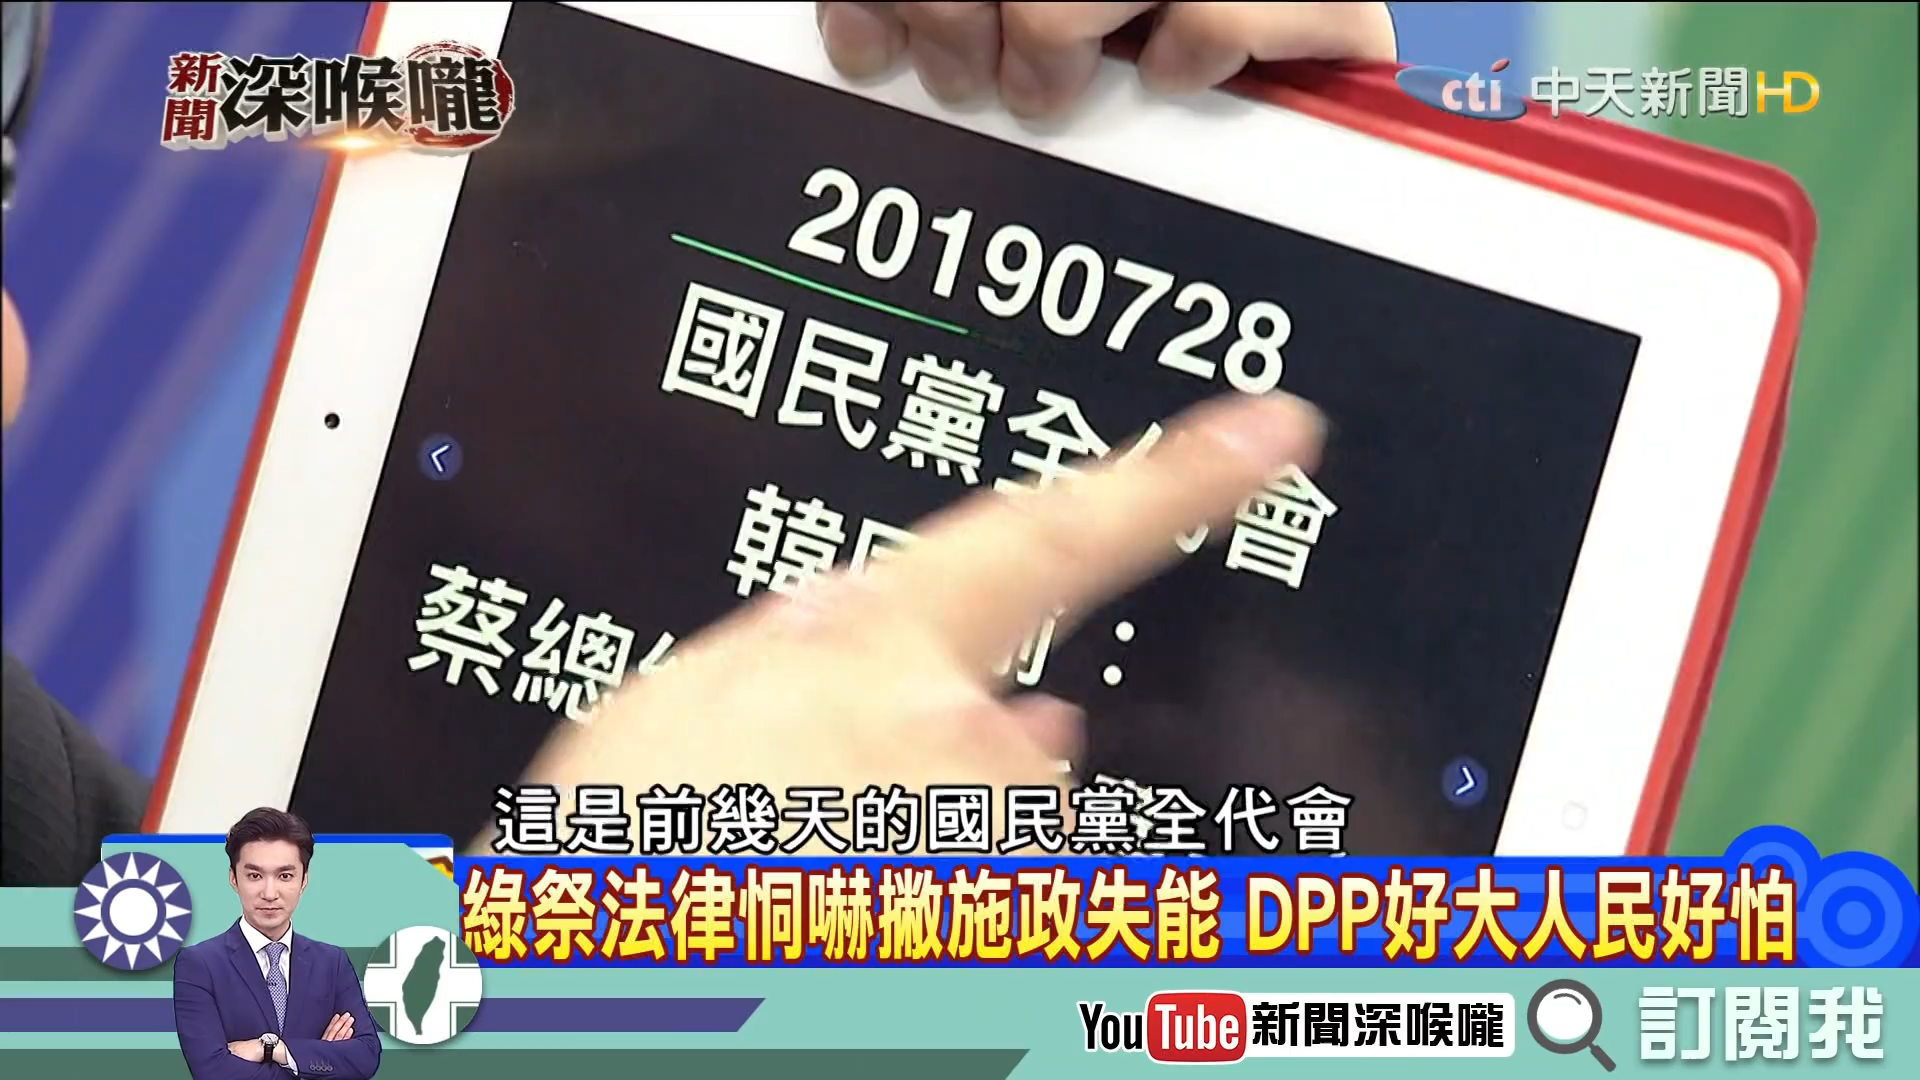 新聞深喉嚨
cti 中天新聞HD
20190728
國民黨全 會
韓
蔡總
這是前幾天的國民黨全代會
綠祭法律恫嚇撇施政失能 DPP好大人民好怕
YouTube 新聞深喉嚨
訂閱我